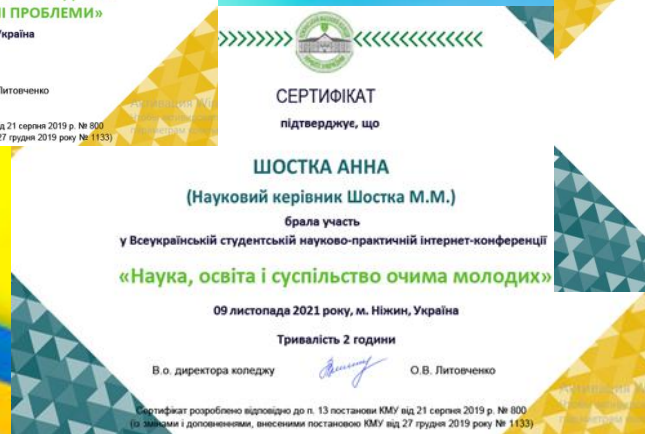 І ПРОБЛЕМИ»
Україна
Литовченко
ід 21 серпня 2019 р. № 800
27 грудня 2019 року № 1133)
СЕРТИФІКАТ
підтверджує, що
ШОСТКА АННА
(Науковий керівник Шостка М.М.)
брала участь
у Всеукраїнській студентській науково-практичній інтернет-конференції
«Наука, освіта і суспільство очима молодих»
09 листопада 2021 року, м. Ніжин, Україна
Тривалість 2 години
В.о. директора коледжу О.В. Литовченко
Сертифікат розроблено відповідно до п. 13 постанови КМУ від 21 серпня 2019 р. № 800
(із змінами і доповненнями, внесеними постановою КМУ від 27 грудня 2019 року № 1133)